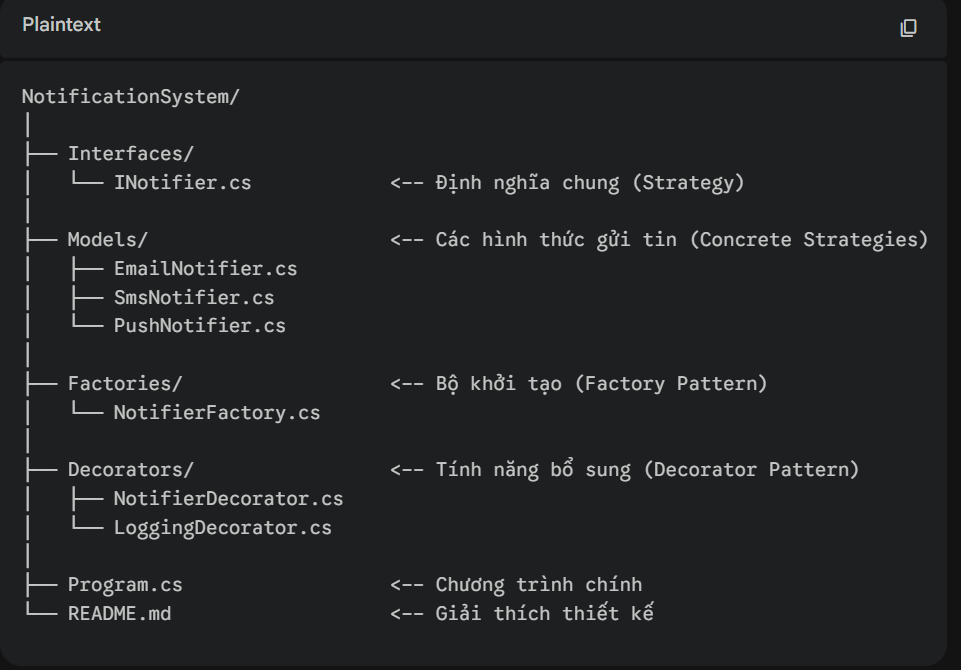 Plaintext
NotificationSystem/
│
├── Interfaces/
│   └── INotifier.cs            <-- Định nghĩa chung (Strategy)
│
├── Models/                     <-- Các hình thức gửi tin (Concrete Strategies)
│   ├── EmailNotifier.cs
│   ├── SmsNotifier.cs
│   └── PushNotifier.cs
│
├── Factories/                  <-- Bộ khởi tạo (Factory Pattern)
│   └── NotifierFactory.cs
│
├── Decorators/                 <-- Tính năng bổ sung (Decorator Pattern)
│   ├── NotifierDecorator.cs
│   └── LoggingDecorator.cs
│
├── Program.cs                  <-- Chương trình chính
└── README.md                   <-- Giải thích thiết kế